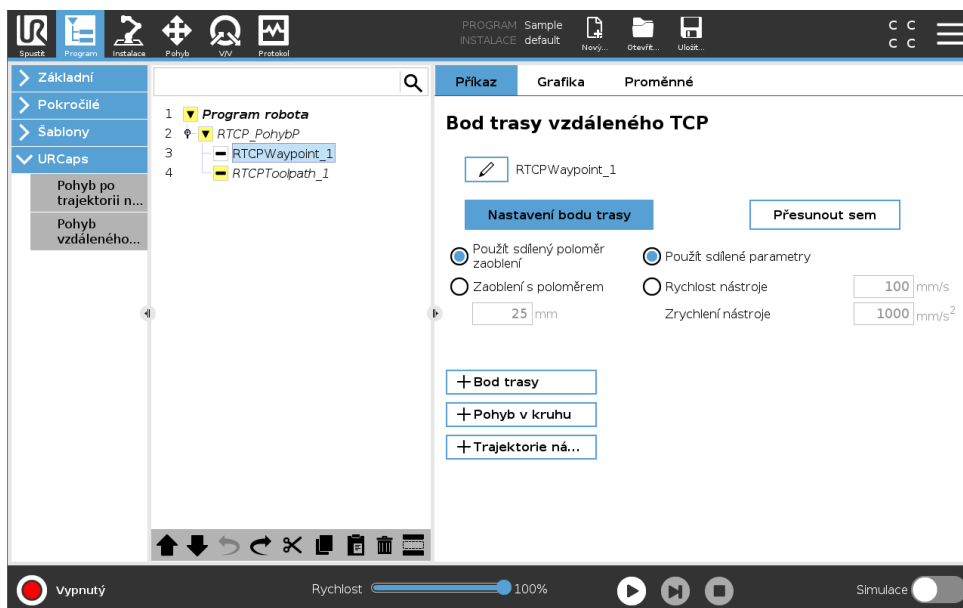 PROGRAM Sample
INSTALACE default
Spustit
Program
Instalace
Pohyb
V/V
Protokol
Nový...
Otevřít...
Uložit...
C C
C C
Základní
Pokročilé
Šablony
URCaps
Pohyb po
trajektorii n...
Pohyb
vzdáleného...
1 Program robota
2 RTCP_PohybP
3 RTCPWaypoint_1
4 RTCPToolpath_1
Příkaz
Grafika
Proměnné
Bod trasy vzdáleného TCP
RTCPWaypoint_1
Nastavení bodu trasy
Přesunout sem
Použít sdílený poloměr
zaoblení
Použít sdílené parametry
Zaoblení s poloměrem
Rychlost nástroje
100 mm/s
25 mm
Zrychlení nástroje
1000 mm/s²
Bod trasy
Pohyb v kruhu
Trajektorie ná...
Vypnutý
Rychlost
100%
Simulace